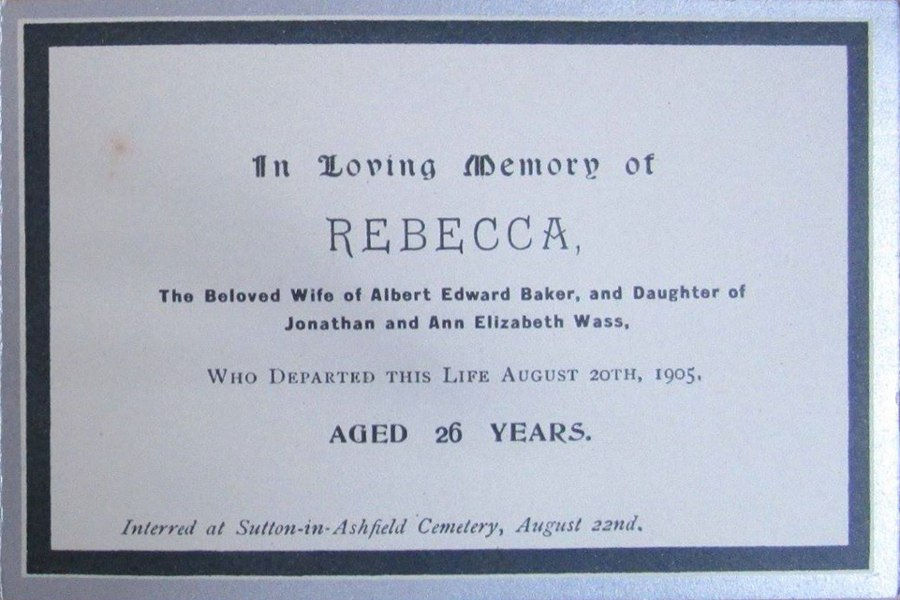 In Loving Memory of
REBECCA,
The Beloved Wife of Albert Edward Baker, and Daughter of
Jonathan and Ann Elizabeth Wass,
WHO DEPARTED THIS LIFE AUGUST 20TH, 1905,
AGED 26 YEARS.
Interred at Sutton-in-Ashfield Cemetery, August 22nd.